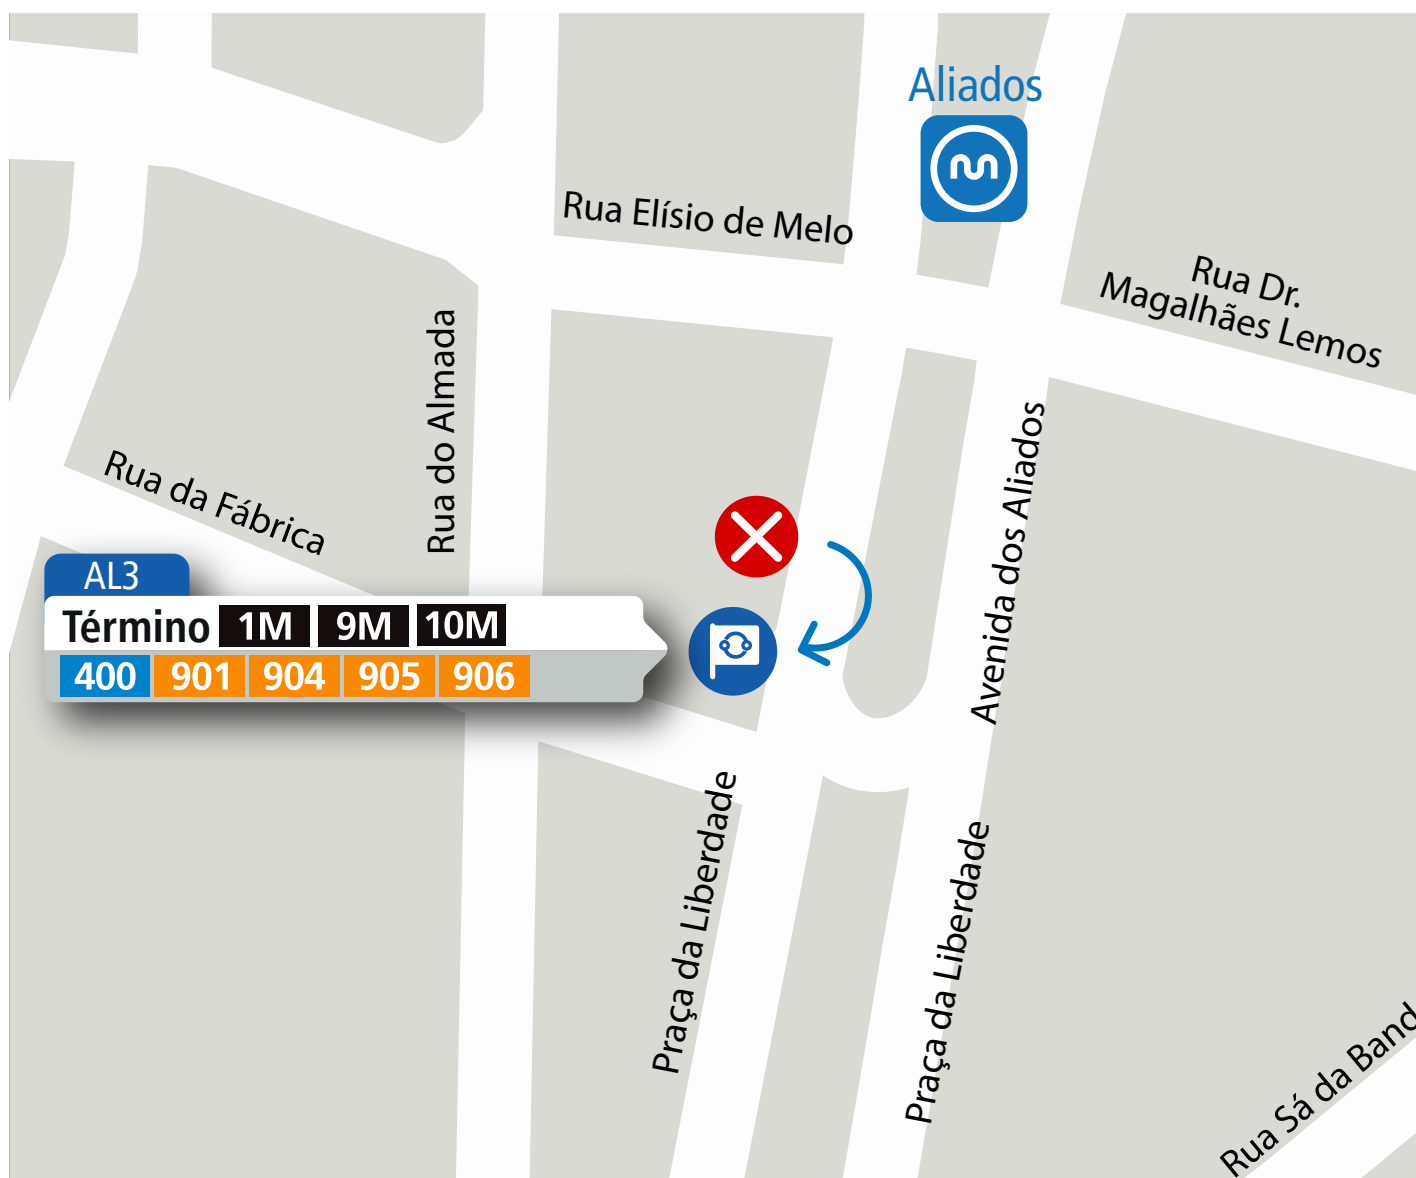 Aliados
Rua Elísio de Melo
Rua Dr.
Magalhães Lemos
Rua do Almada
Avenida dos Aliados
Rua da Fábrica
AL3
Término 1M 9M 10M
400 901 904 905 906
Praça da Liberdade
Praça da Liberdade
Rua Sá da Band